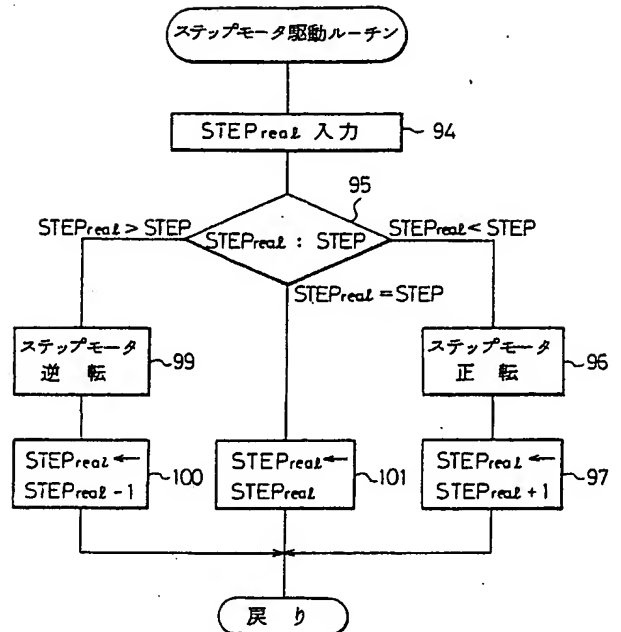 ステップモータ駆動ルーチン
STEPreal 入力
94
95
STEPreal > STEP
STEPreal : STEP
STEPreal < STEP
STEPreal = STEP
ステップモータ
逆 転
99
ステップモータ
正 転
96
STEPreal ←
STEPreal - 1
100
STEPreal ←
STEPreal
101
STEPreal ←
STEPreal + 1
97
戻 り